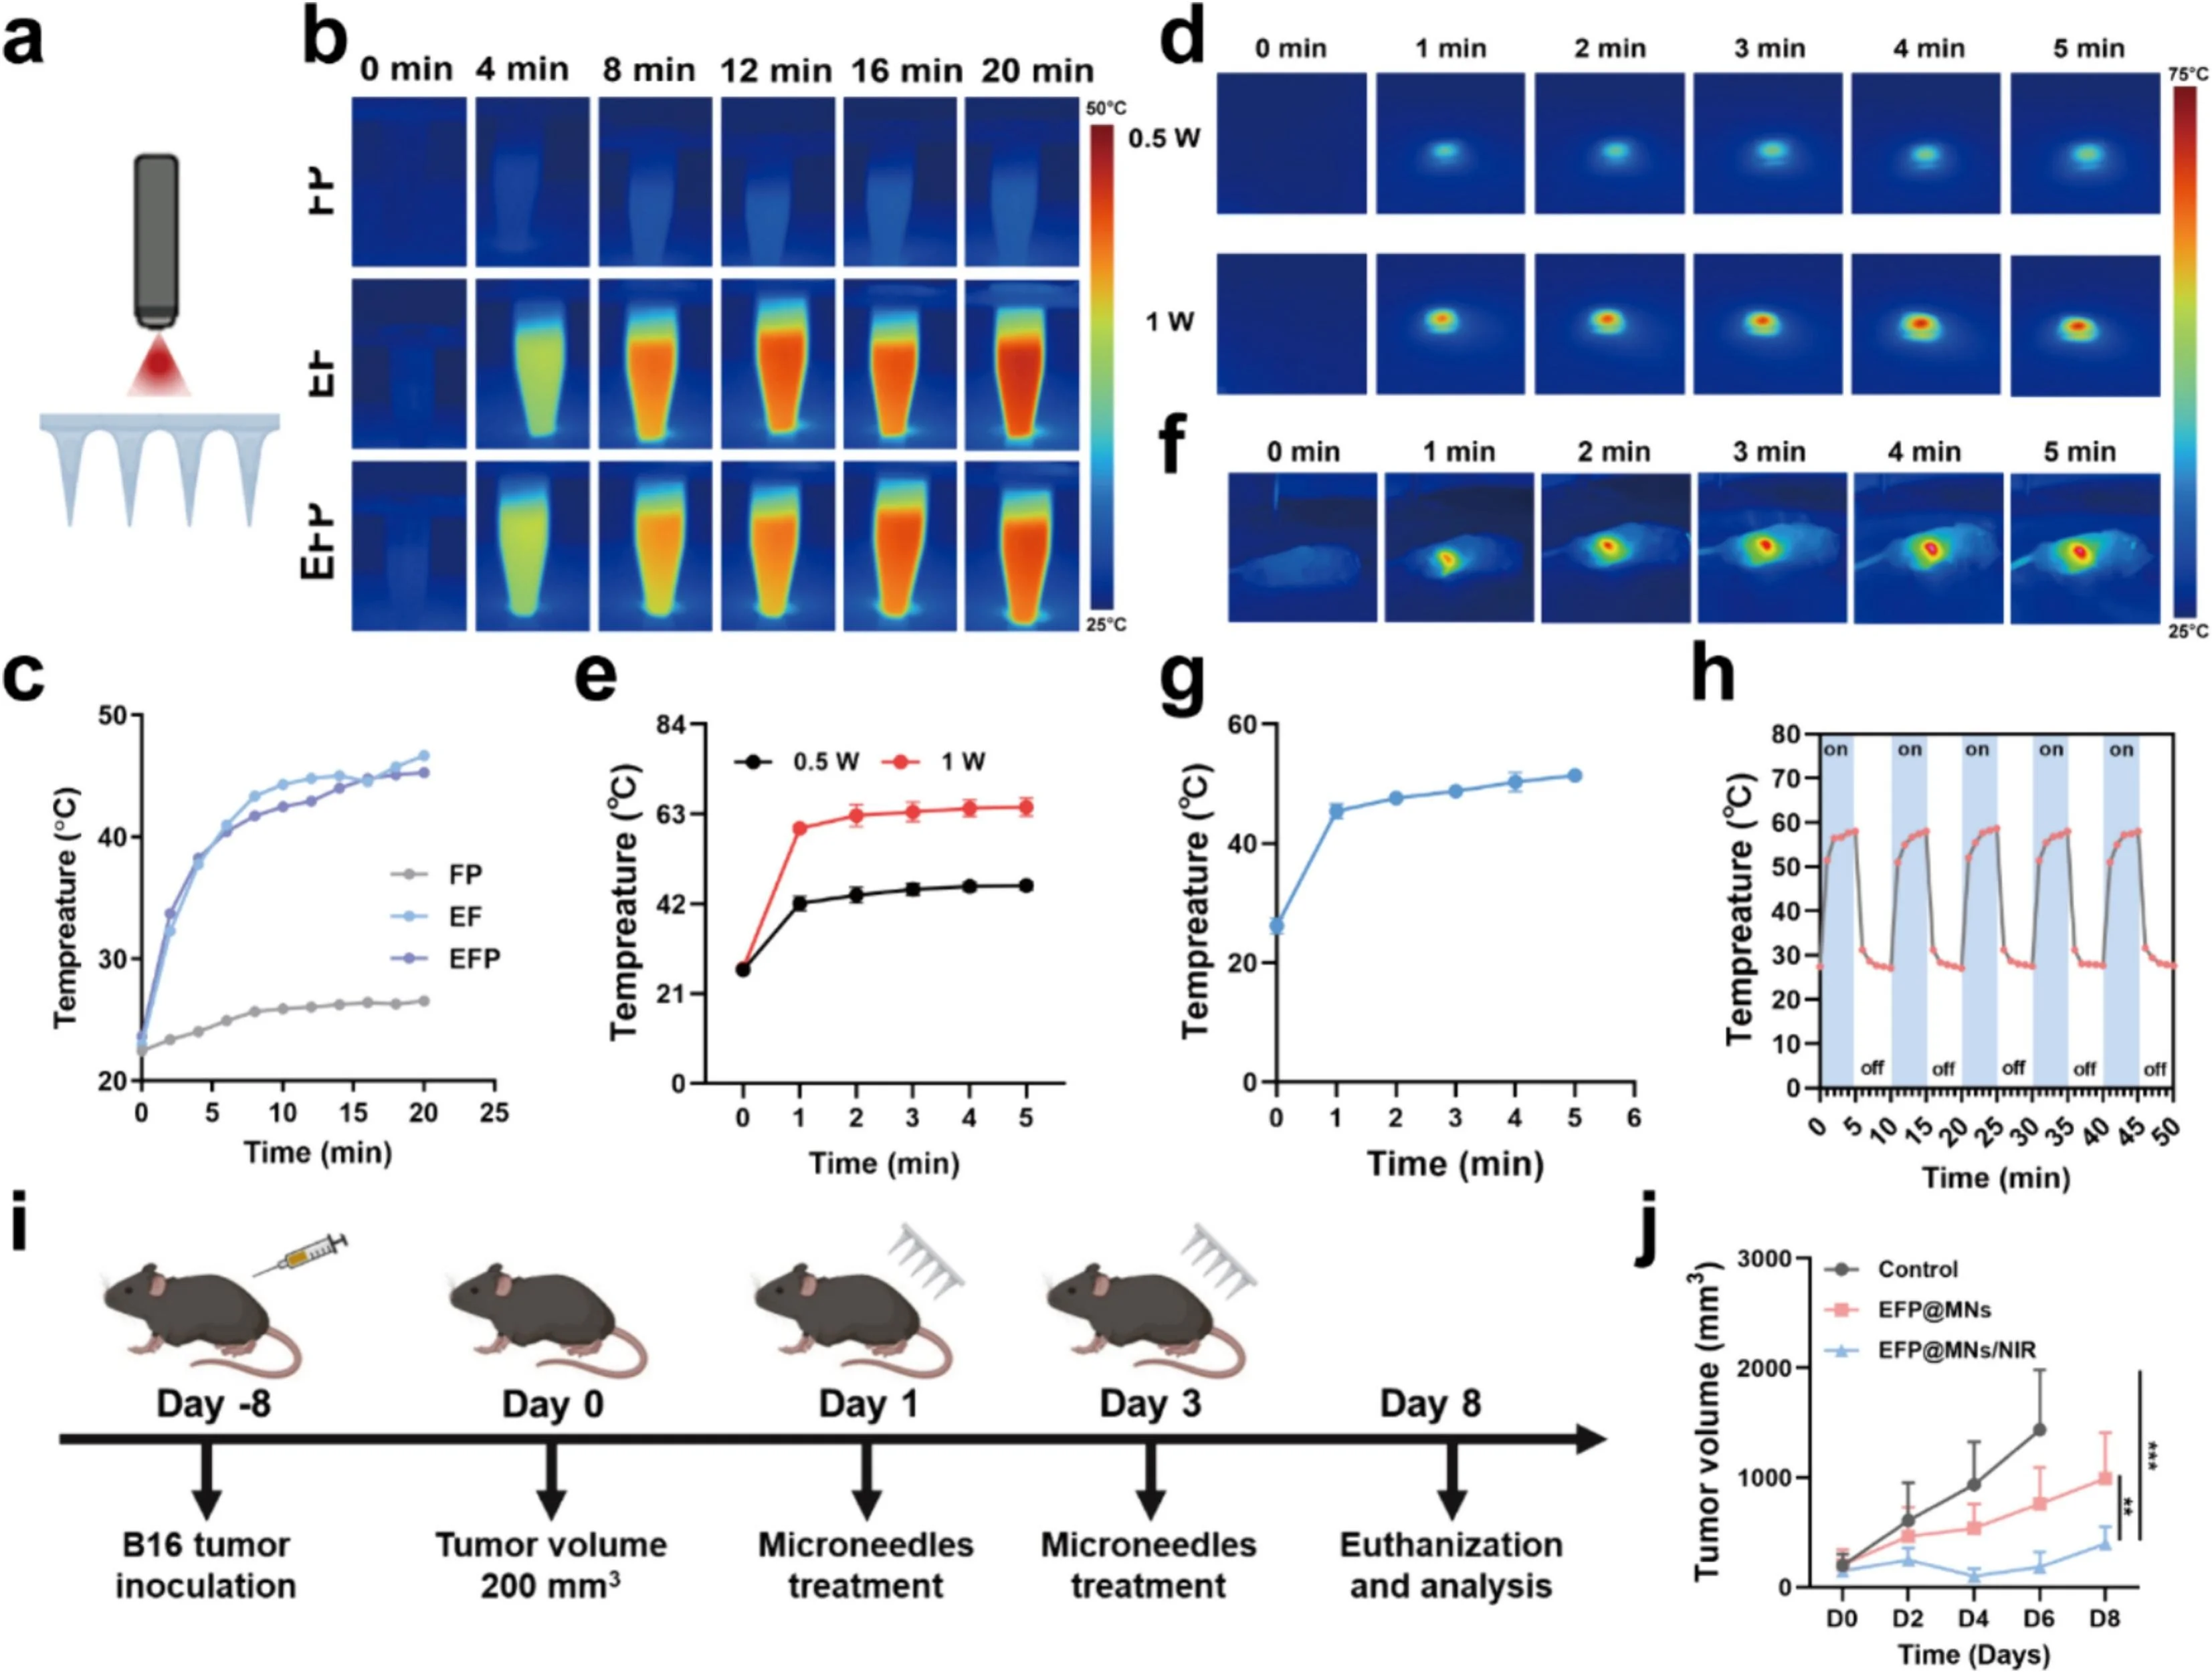 a
b
0 min 4 min 8 min 12 min 16 min 20 min
FP
EF
EFP
50°C
25°C
d
0 min 1 min 2 min 3 min 4 min 5 min
0.5 W
1 W
75°C
25°C
f
0 min 1 min 2 min 3 min 4 min 5 min
c
Tempreature (°C)
50
40
30
20
0 5 10 15 20 25
Time (min)
FP
EF
EFP
e
Tempreature (°C)
84
63
42
21
0
0.5 W 1 W
0 1 2 3 4 5
Time (min)
g
Tempreature (°C)
60
40
20
0
0 1 2 3 4 5 6
Time (min)
h
Tempreature (°C)
80
70
60
50
40
30
20
10
0
on on on on on
off off off off off
0 5 10 15 20 25 30 35 40 45 50
Time (min)
i
Day -8 Day 0 Day 1 Day 3 Day 8
B16 tumor
inoculation
Tumor volume
200 mm³
Microneedles
treatment
Microneedles
treatment
Euthanization
and analysis
j
Tumor volume (mm³)
3000
2000
1000
0
Control
EFP@MNs
EFP@MNs/NIR
**
***
D0 D2 D4 D6 D8
Time (Days)